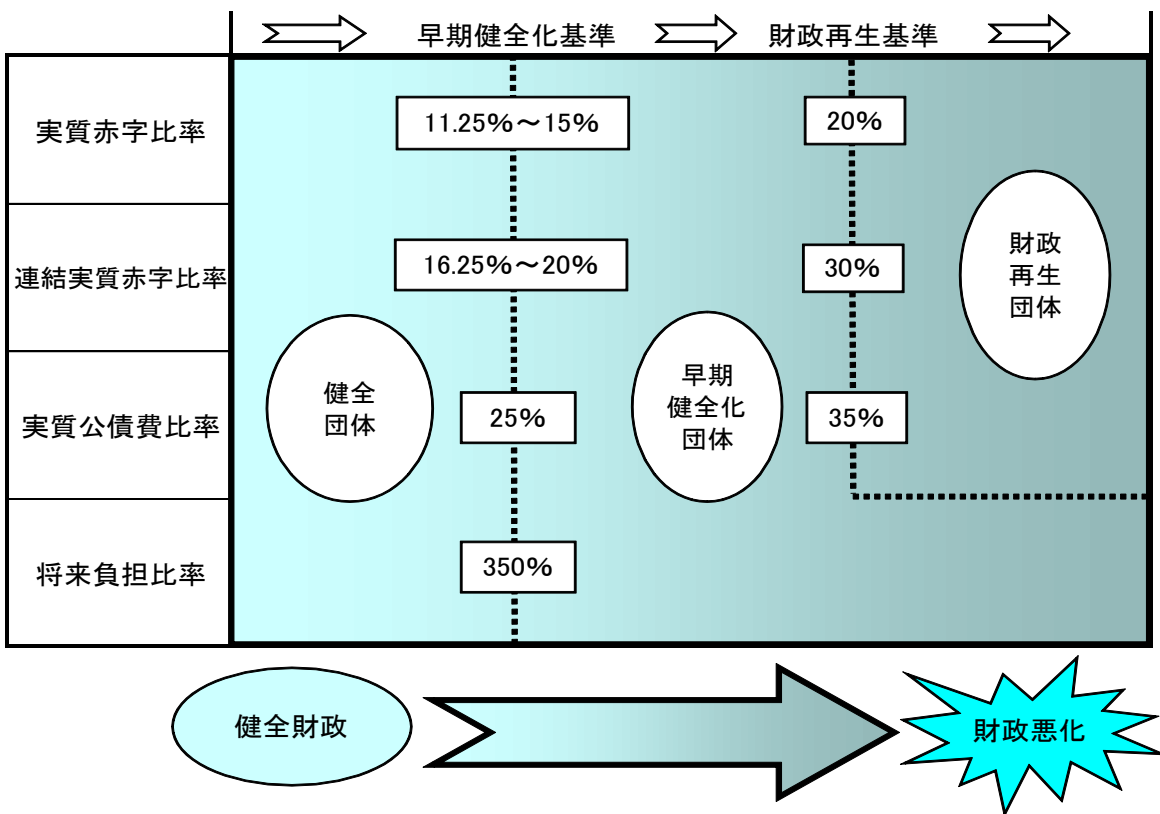 早期健全化基準
財政再生基準
実質赤字比率
11.25%～15%
20%
連結実質赤字比率
16.25%～20%
30%
財政
再生
団体
実質公債費比率
健全
団体
25%
早期
健全化
団体
35%
将来負担比率
350%
健全財政
財政悪化